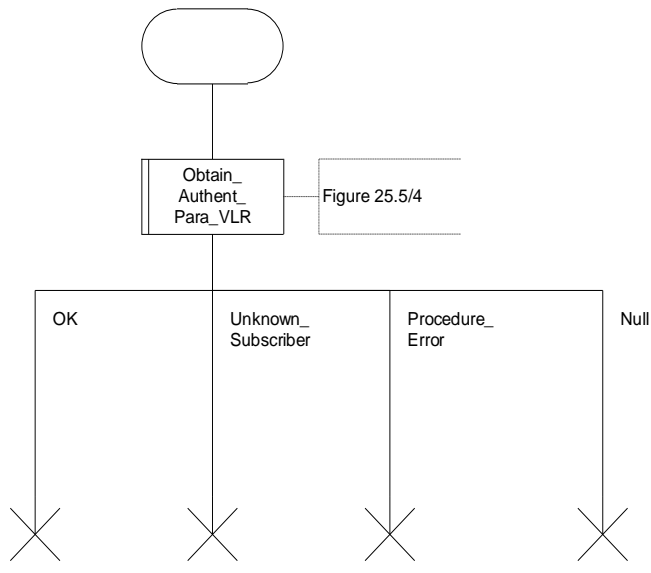 Obtain_
Authent_
Para_VLR
Figure 25.5/4
OK
Unknown_
Subscriber
Procedure_
Error
Null